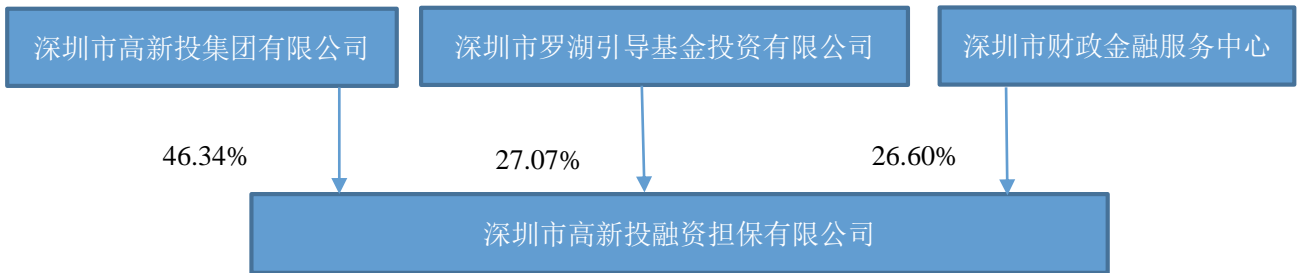 深圳市高新投集团有限公司
深圳市罗湖引导基金投资有限公司
深圳市财政金融服务中心
46.34%
27.07%
26.60%
深圳市高新投融资担保有限公司